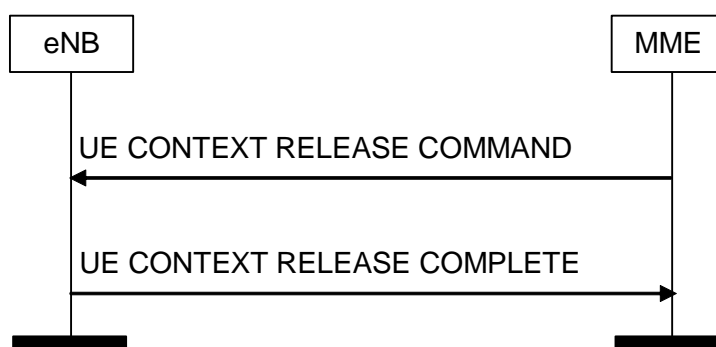 eNB
MME
UE CONTEXT RELEASE COMMAND
UE CONTEXT RELEASE COMPLETE